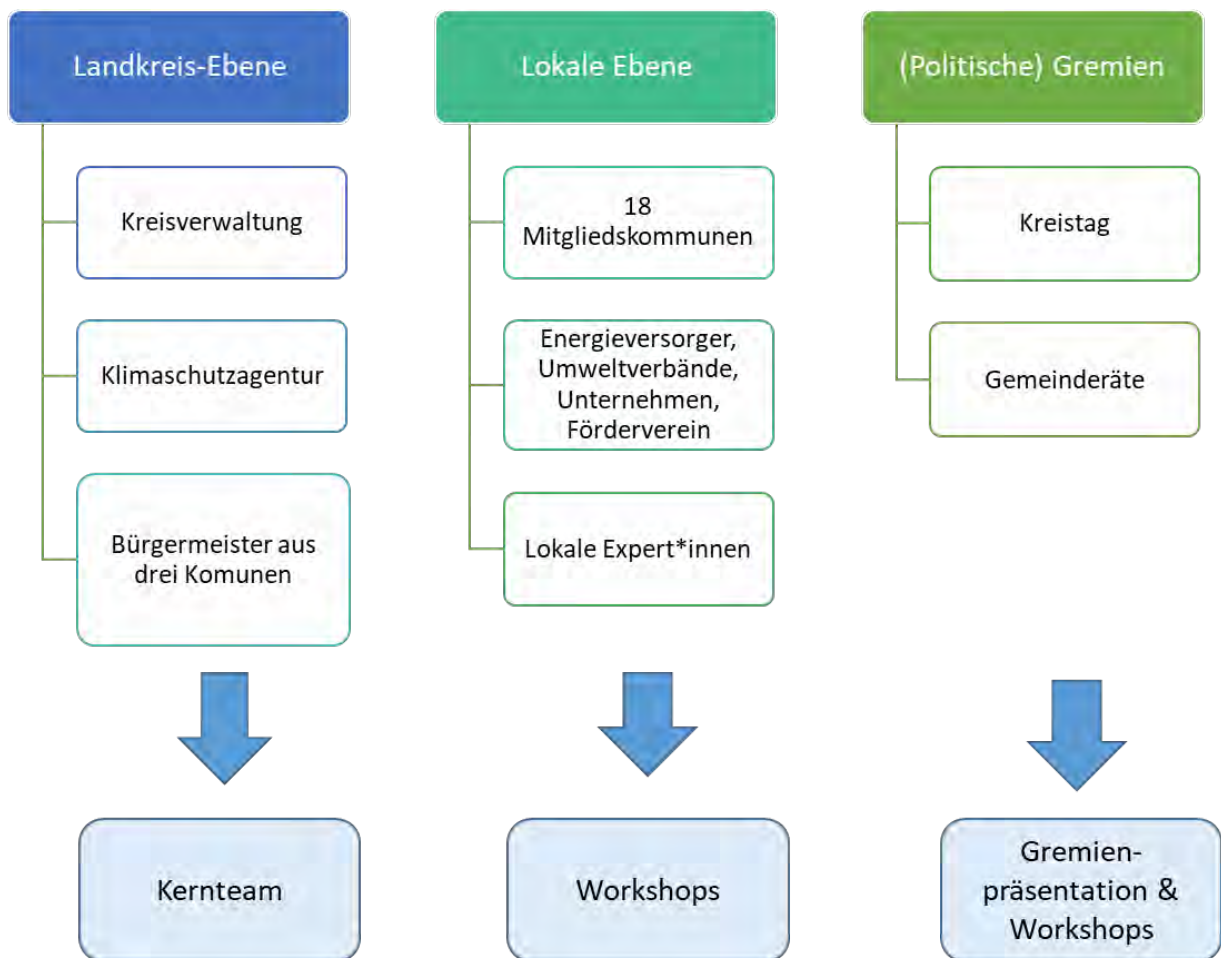 Landkreis-Ebene
Kreisverwaltung
Klimaschutzagentur
Bürgermeister aus
drei Komunen
Kernteam
Lokale Ebene
18
Mitgliedskommunen
Energieversorger,
Umweltverbände,
Unternehmen,
Förderverein
Lokale Expert*innen
Workshops
(Politische) Gremien
Kreistag
Gemeinderäte
Gremien-
präsentation &
Workshops